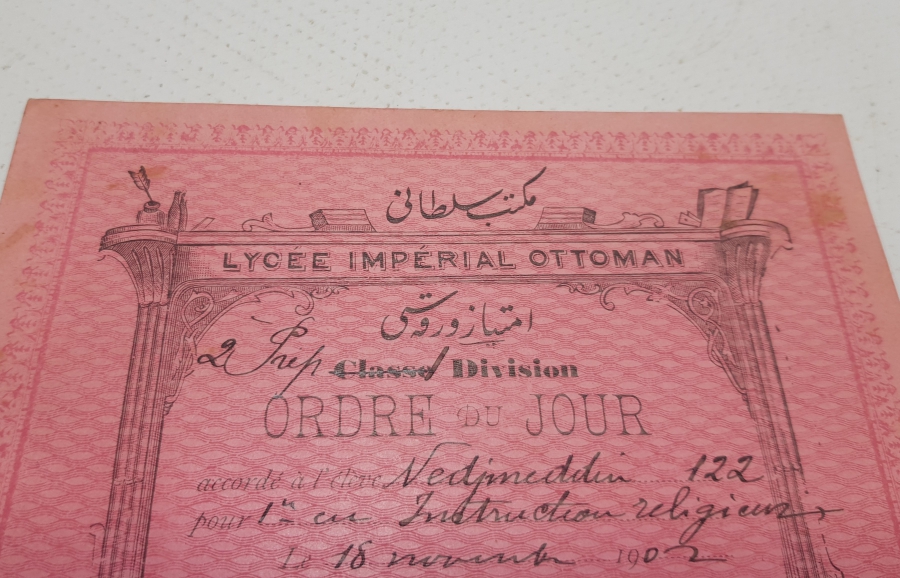 مكتب سلطانی
LYCÉE IMPÉRIAL OTTOMAN
امتیاز ورقه‌سی
2 Prep Classe Division
ORDRE DU JOUR
accordé à l'élève Nedjmeddin 122
pour 1er en Instruction religieuse
Le 18 novembre 1902